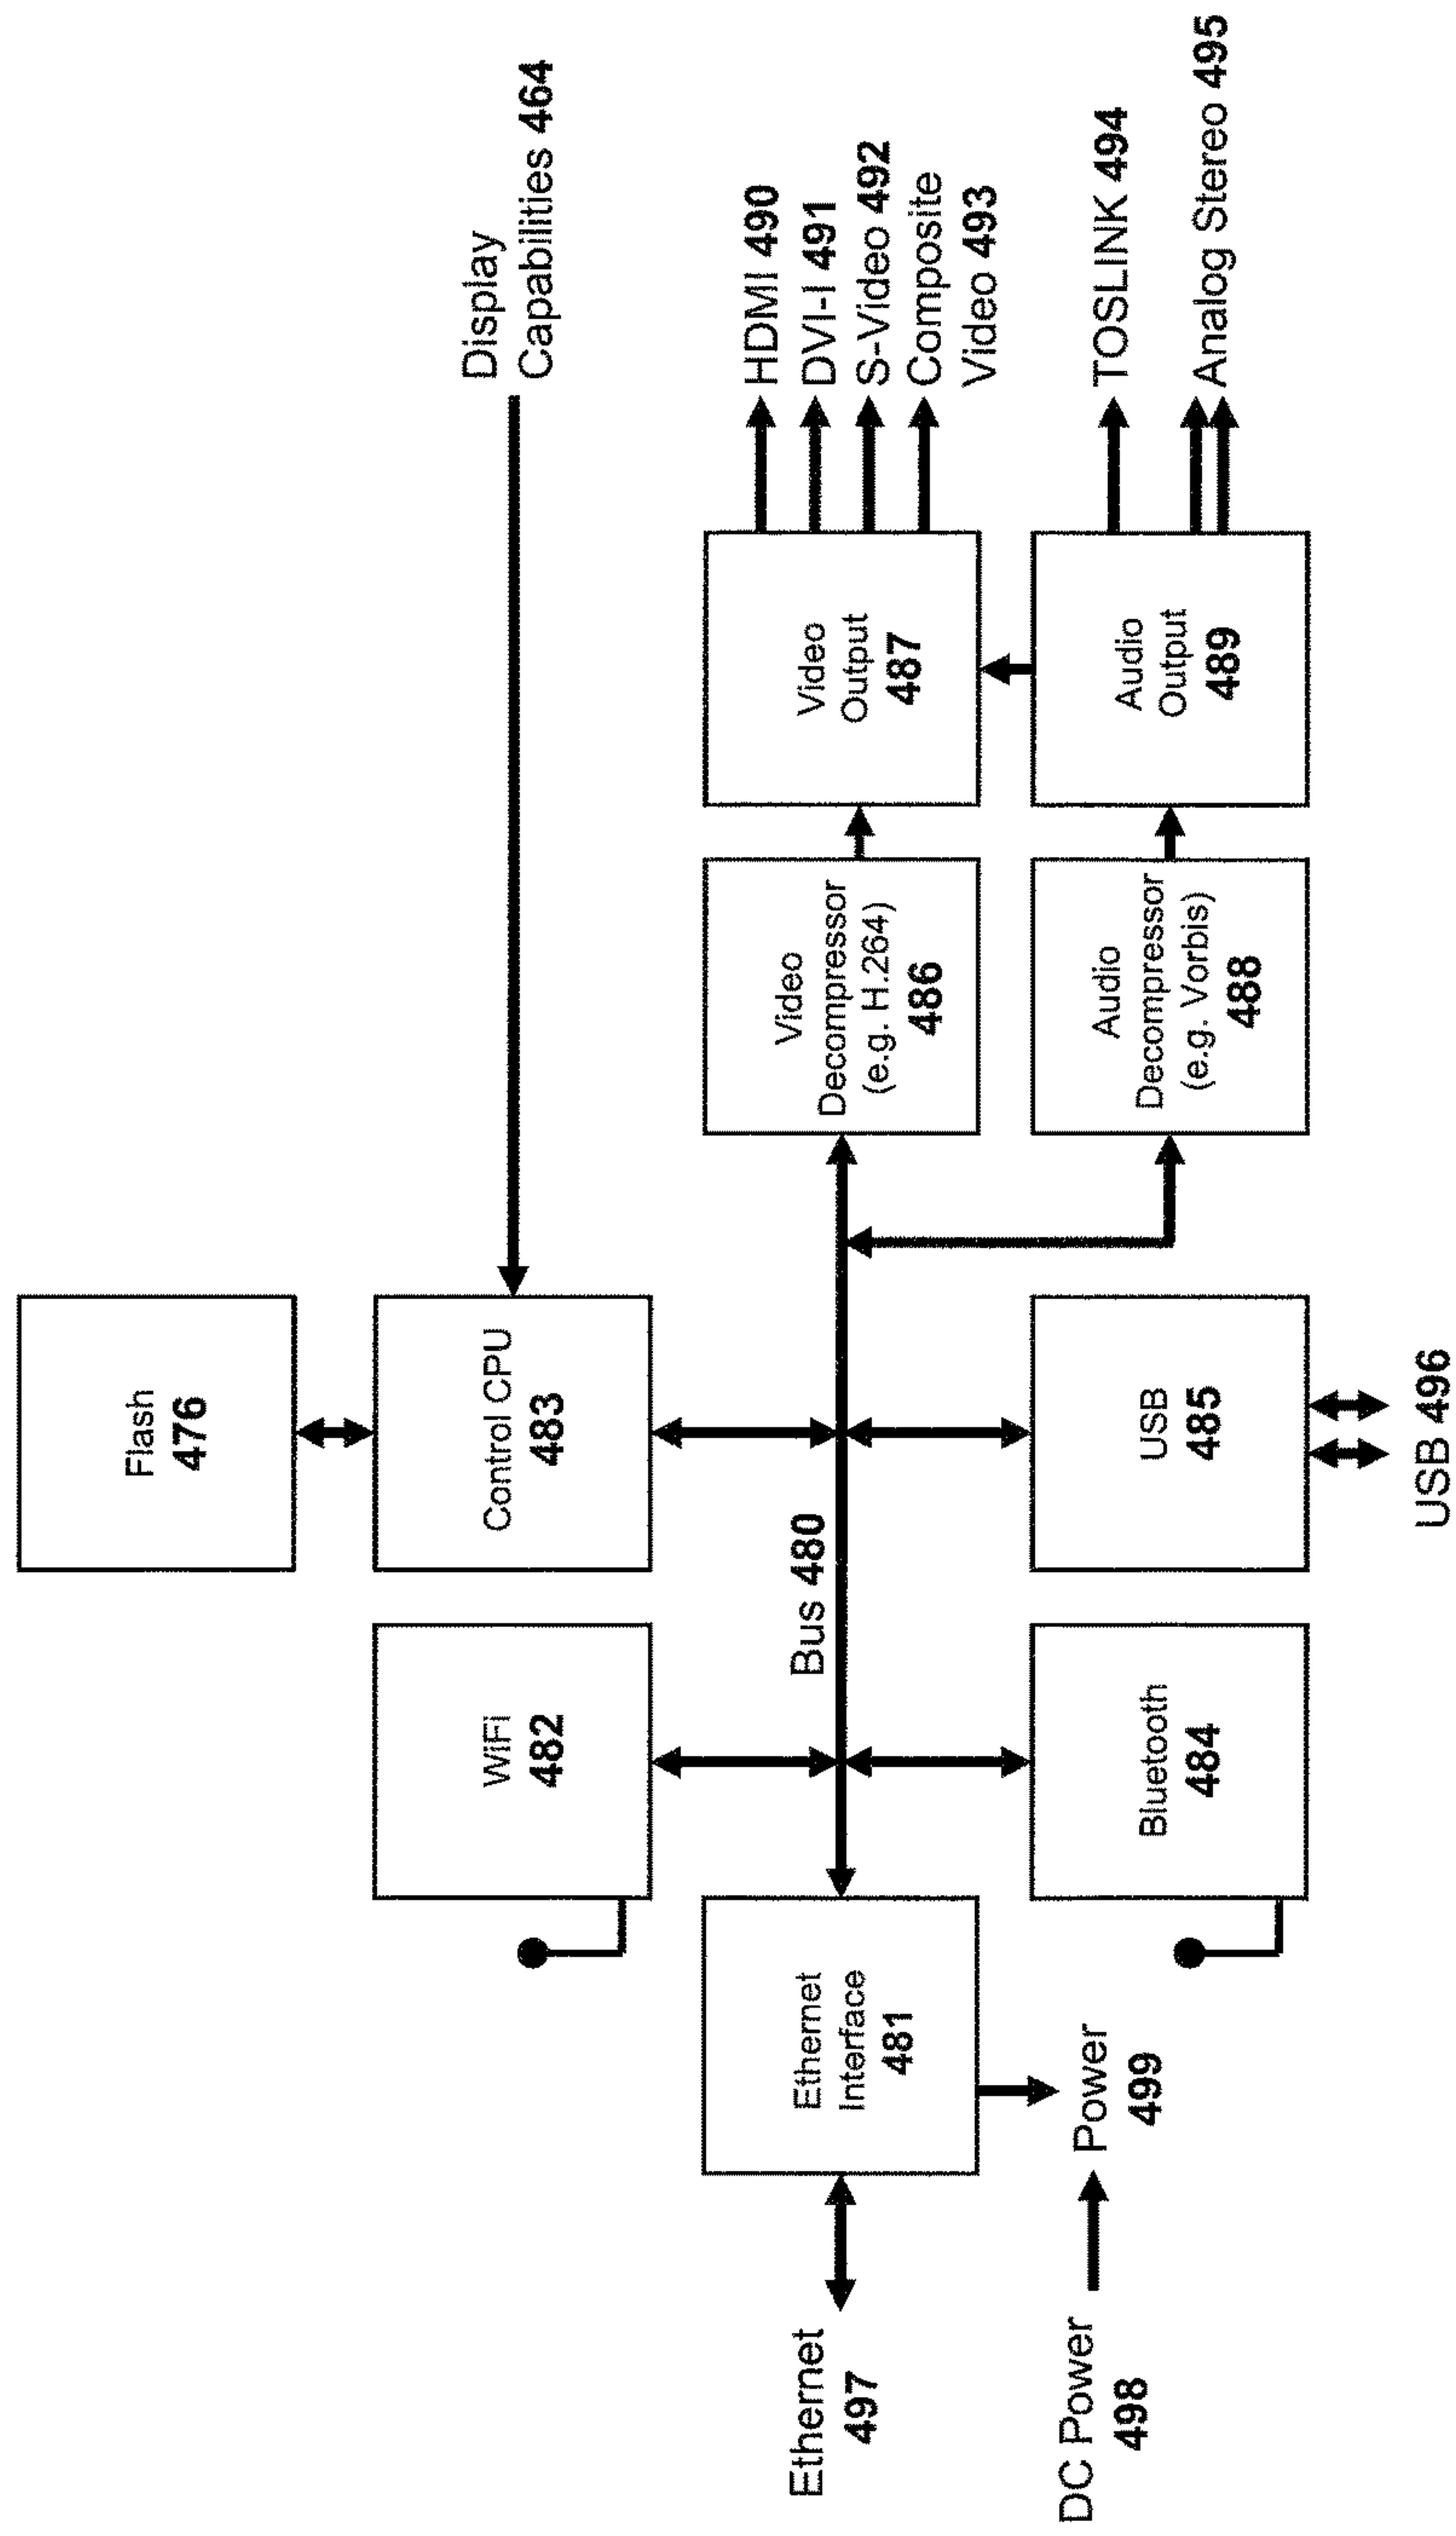 Flash
476
Display
Capabilities 464
WiFi
482
Control CPU
483
HDMI 490
DVI-I 491
S-Video 492
Composite
Video 493
Bus 480
Ethernet
497
Ethernet
Interface
481
Video
Decompressor
(e.g. H.264)
486
Video
Output
487
TOSLINK 494
Analog Stereo 495
DC Power
498
Power
499
Bluetooth
484
USB
485
Audio
Decompressor
(e.g. Vorbis)
488
Audio
Output
489
USB 496